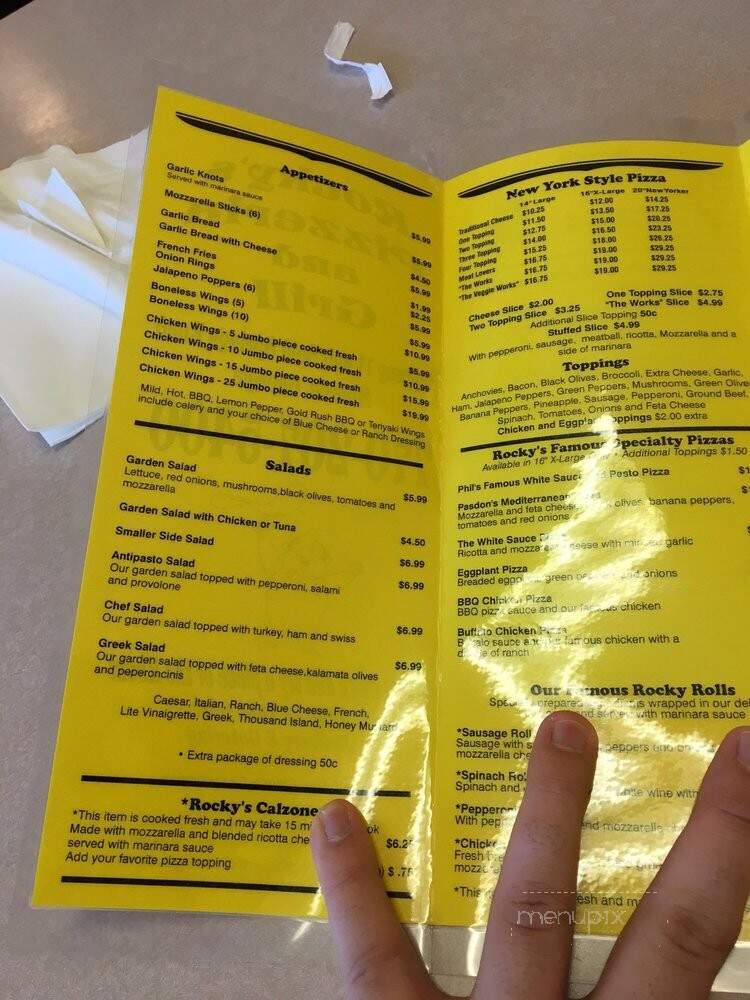 Appetizers
Garlic Knots $5.99
Served with marinara sauce
Mozzarella Sticks (6) $5.99
Garlic Bread $4.50
Garlic Bread with Cheese $5.99
French Fries $1.99
Onion Rings $2.25
Jalapeno Poppers (6) $5.99
Boneless Wings (5) $5.99
Boneless Wings (10) $10.99
Chicken Wings - 5 Jumbo piece cooked fresh $5.99
Chicken Wings - 10 Jumbo piece cooked fresh $10.99
Chicken Wings - 15 Jumbo piece cooked fresh $15.99
Chicken Wings - 25 Jumbo piece cooked fresh $19.99
Mild, Hot, BBQ, Lemon Pepper, Gold Rush BBQ or Teriyaki Wings
include celery and your choice of Blue Cheese or Ranch Dressing
Salads
Garden Salad $5.99
Lettuce, red onions, mushrooms,black olives, tomatoes and
mozzarella
Garden Salad with Chicken or Tuna
Smaller Side Salad $4.50
Antipasto Salad $6.99
Our garden salad topped with pepperoni, salami $6.99
and provolone
Chef Salad
Our garden salad topped with turkey, ham and swiss $6.99
Greek Salad
Our garden salad topped with feta cheese,kalamata olives $6.99
and peperoncinis
Caesar, Italian, Ranch, Blue Cheese, French,
Lite Vinaigrette, Greek, Thousand Island, Honey Mustard
• Extra package of dressing 50c
*Rocky's Calzone
*This item is cooked fresh and may take 15
Made with mozzarella and blended ricotta
served with marinara sauce
Add your favorite pizza topping $ .75
New York Style Pizza
14"Large 16"X-Large 20"NewYorker
Traditional Cheese $10.25 $12.00 $14.25
One Topping $11.50 $13.50 $17.25
Two Topping $12.75 $15.00 $20.25
Three Topping $14.00 $16.50 $23.25
Four Topping $15.25 $18.00 $26.25
Meat Lovers $16.75 $19.00 $29.25
"The Works $16.75 $19.00 $29.25
"The Veggie Works" $16.75 $19.00 $29.25
Cheese Slice $2.00 One Topping Slice $2.75
Two Topping Slice $3.25 "The Works" Slice $4.99
Additional Slice Topping 50c
Stuffed Slice $4.99
With pepperoni, sausage, meatball, ricotta, Mozzarella and a
side of marinara
Toppings
Anchovies, Bacon, Black Olives, Broccoli, Extra Cheese, Garlic,
Ham, Jalapeno Peppers, Green Peppers, Mushrooms, Green Olive
Banana Peppers, Pineapple, Sausage, Pepperoni, Ground Beef,
Spinach, Tomatoes, Onions and Feta Cheese
Chicken and Eggplant Toppings $2.00 extra
Rocky's Famous Specialty Pizzas
Available in 16" X-Large Additional Toppings $1.50
Phil's Famous White Sauce Pesto Pizza
Pasdon's Mediterranean
Mozzarella and feta cheese olives, banana peppers,
tomatoes and red onions
The White Sauce
Ricotta and mozzarella cheese with minced garlic
Eggplant Pizza
Breaded eggplant, green and onions
BBQ Chicken Pizza
BBQ pizza sauce and our famous chicken
Buffalo Chicken Pizza
Buffalo sauce and our famous chicken with a
of ranch
Our Famous Rocky Rolls
prepared wrapped in our
and served with marinara sauce
*Sausage Roll
Sausage with peppers
mozzarella
*Spinach
Spinach and white wine with
With and mozzarella
Fresh
menupix